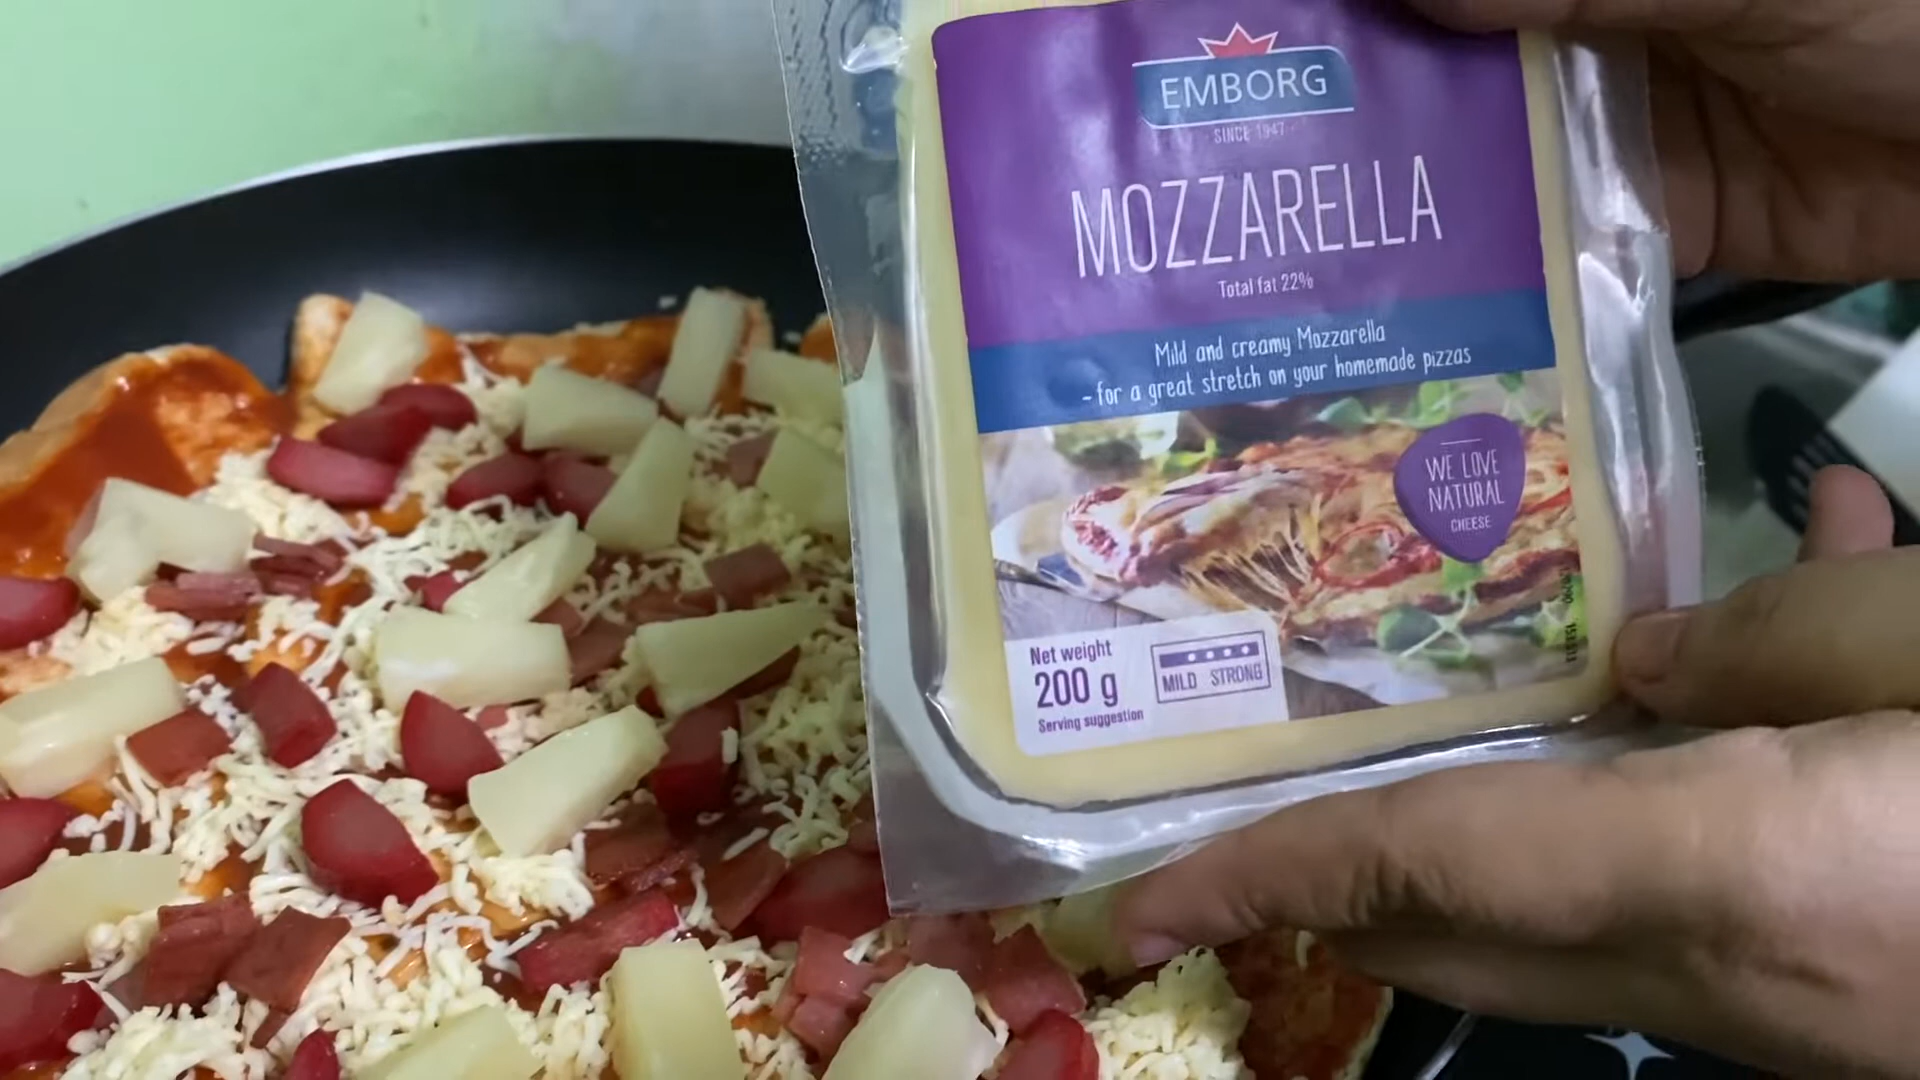 EMBORG
SINCE 1947
MOZZARELLA
Total fat 22%
Mild and creamy Mozzarella
- for a great stretch on your homemade pizzas
WE LOVE
NATURAL
CHEESE
Net weight
200 g
Serving suggestion
MILD STRONG